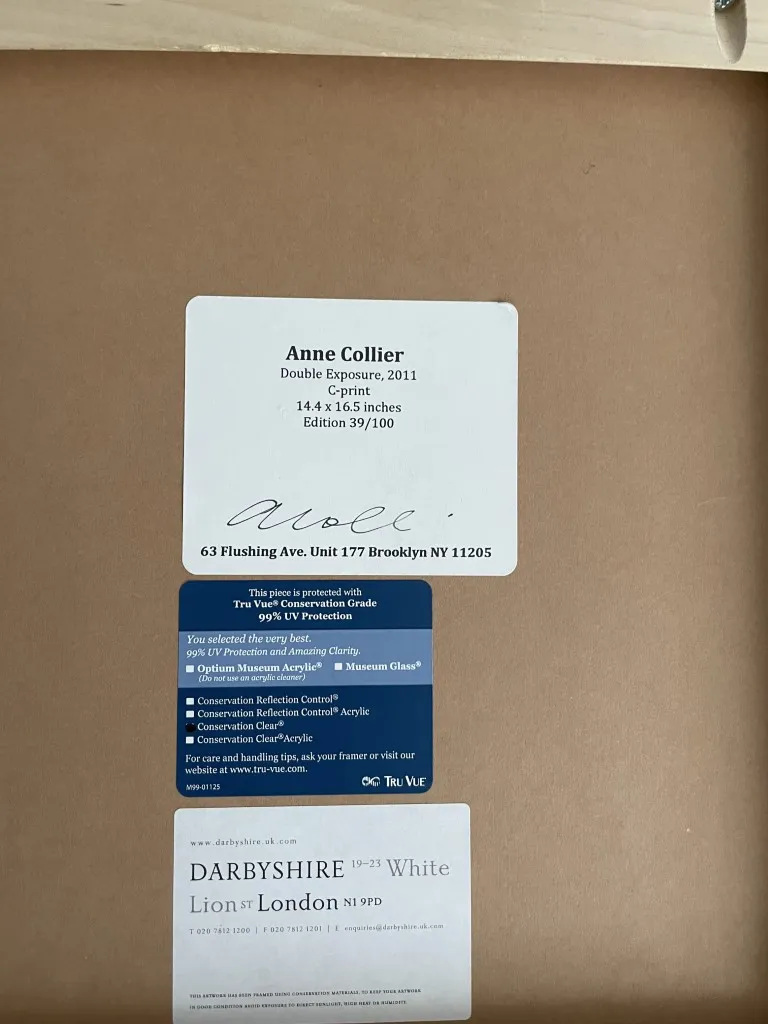 Anne Collier
Double Exposure, 2011
C-print
14.4 x 16.5 inches
Edition 39/100
63 Flushing Ave. Unit 177 Brooklyn NY 11205
This piece is protected with
Tru Vue® Conservation Grade
99% UV Protection
You selected the very best.
99% UV Protection and Amazing Clarity.
Optium Museum Acrylic® Museum Glass®
(Do not use an acrylic cleaner)
Conservation Reflection Control®
Conservation Reflection Control® Acrylic
Conservation Clear®
Conservation Clear®Acrylic
For care and handling tips, ask your framer or visit our
website at www.tru-vue.com.
M99-01125 TRU VUE®
www.darbyshire.uk.com
DARBYSHIRE 19–23 White
Lion ST London N1 9PD
T 020 7812 1200 | F 020 7812 1201 | E enquiries@darbyshire.uk.com
THIS ARTWORK HAS BEEN FRAMED USING CONSERVATION MATERIALS. TO KEEP YOUR ARTWORK
IN GOOD CONDITION AVOID EXPOSURE TO DIRECT SUNLIGHT, HIGH HEAT OR HUMIDITY.